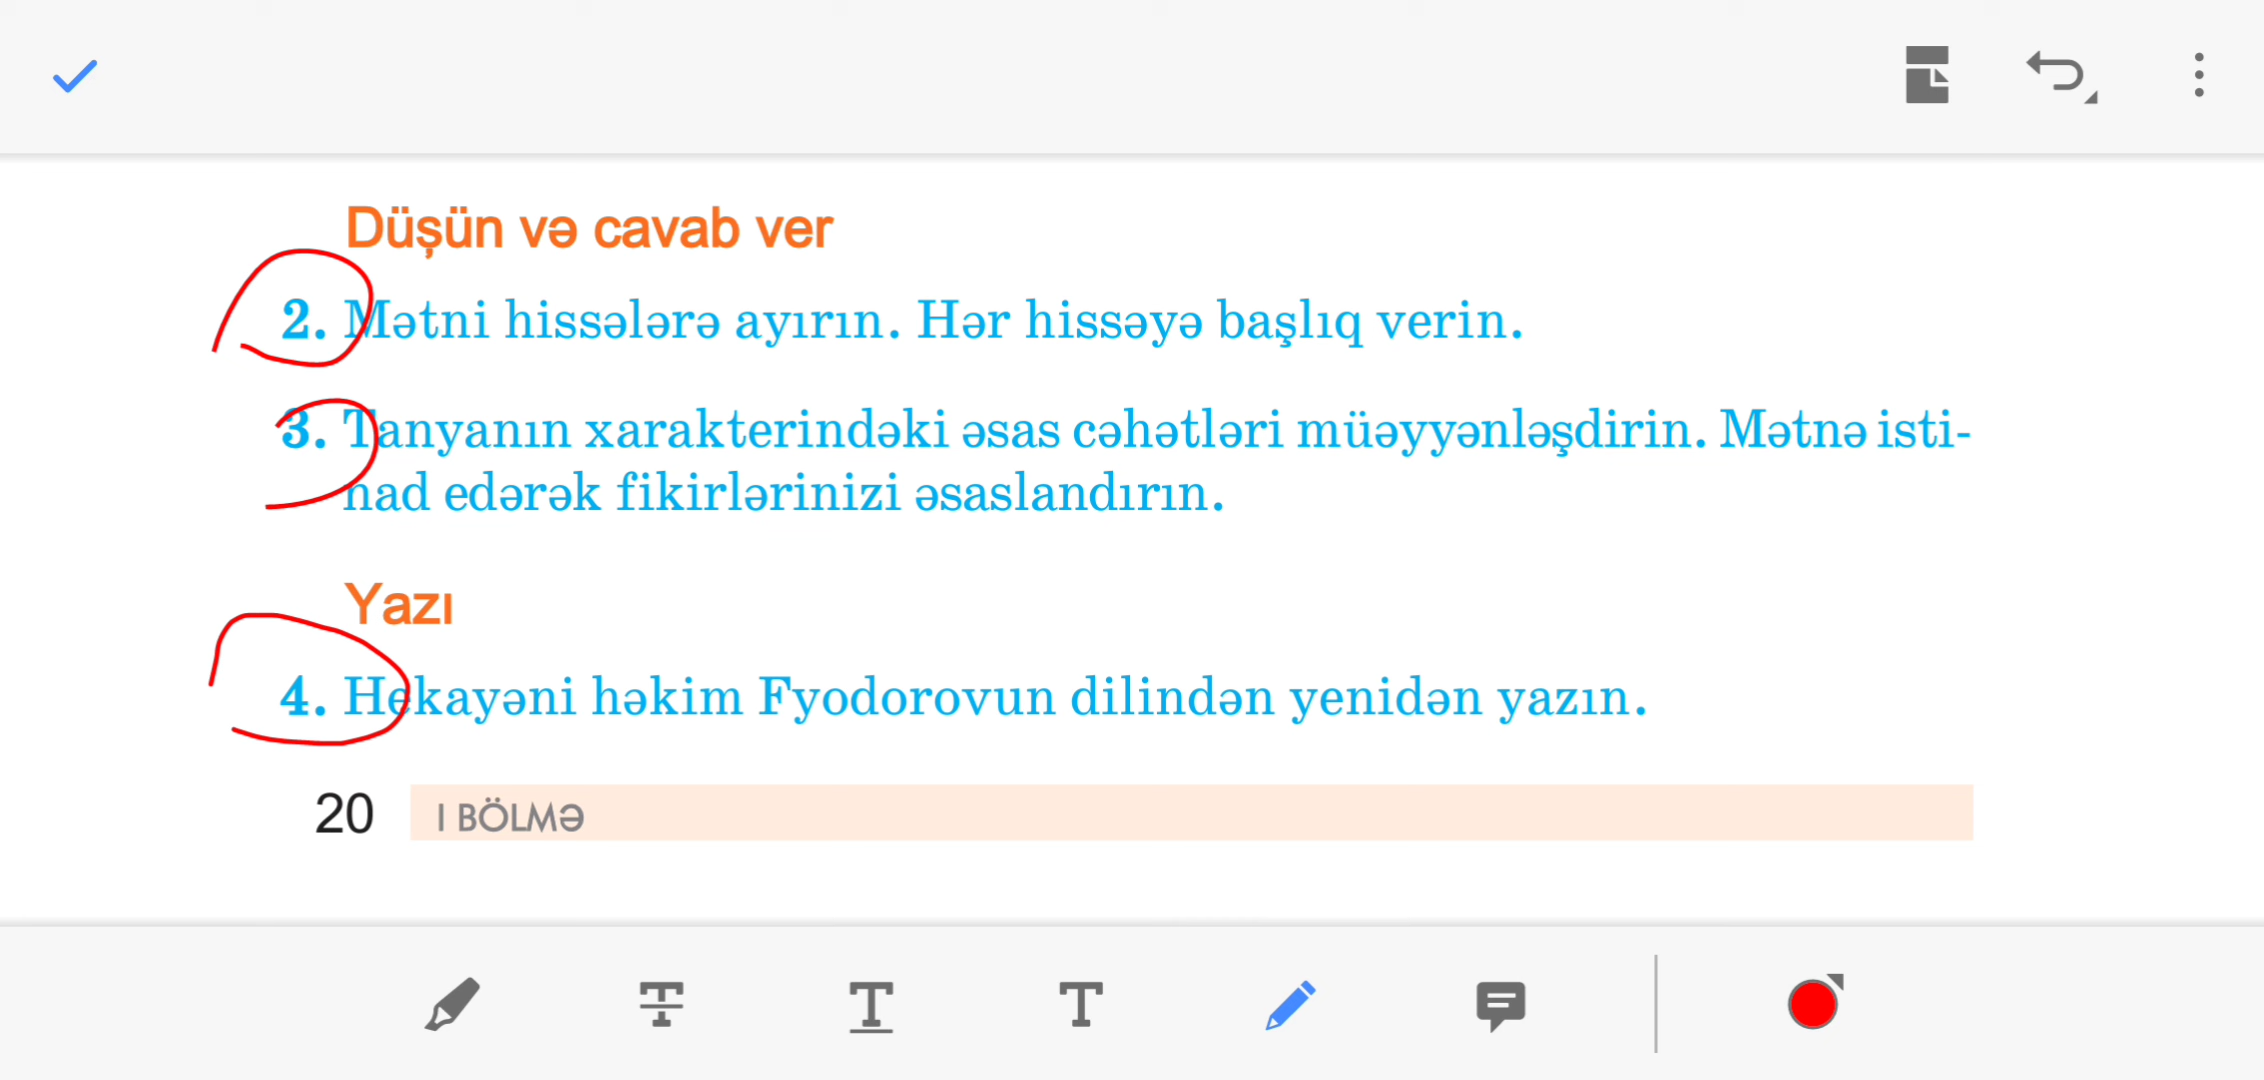 Düşün və cavab ver
2. Mətni hissələrə ayırın. Hər hissəyə başlıq verin.
3. Tanyanın xarakterindəki əsas cəhətləri müəyyənləşdirin. Mətnə isti-
nad edərək fikirlərinizi əsaslandırın.
Yazı
4. Hekayəni həkim Fyodorovun dilindən yenidən yazın.
20 I BÖLMƏ